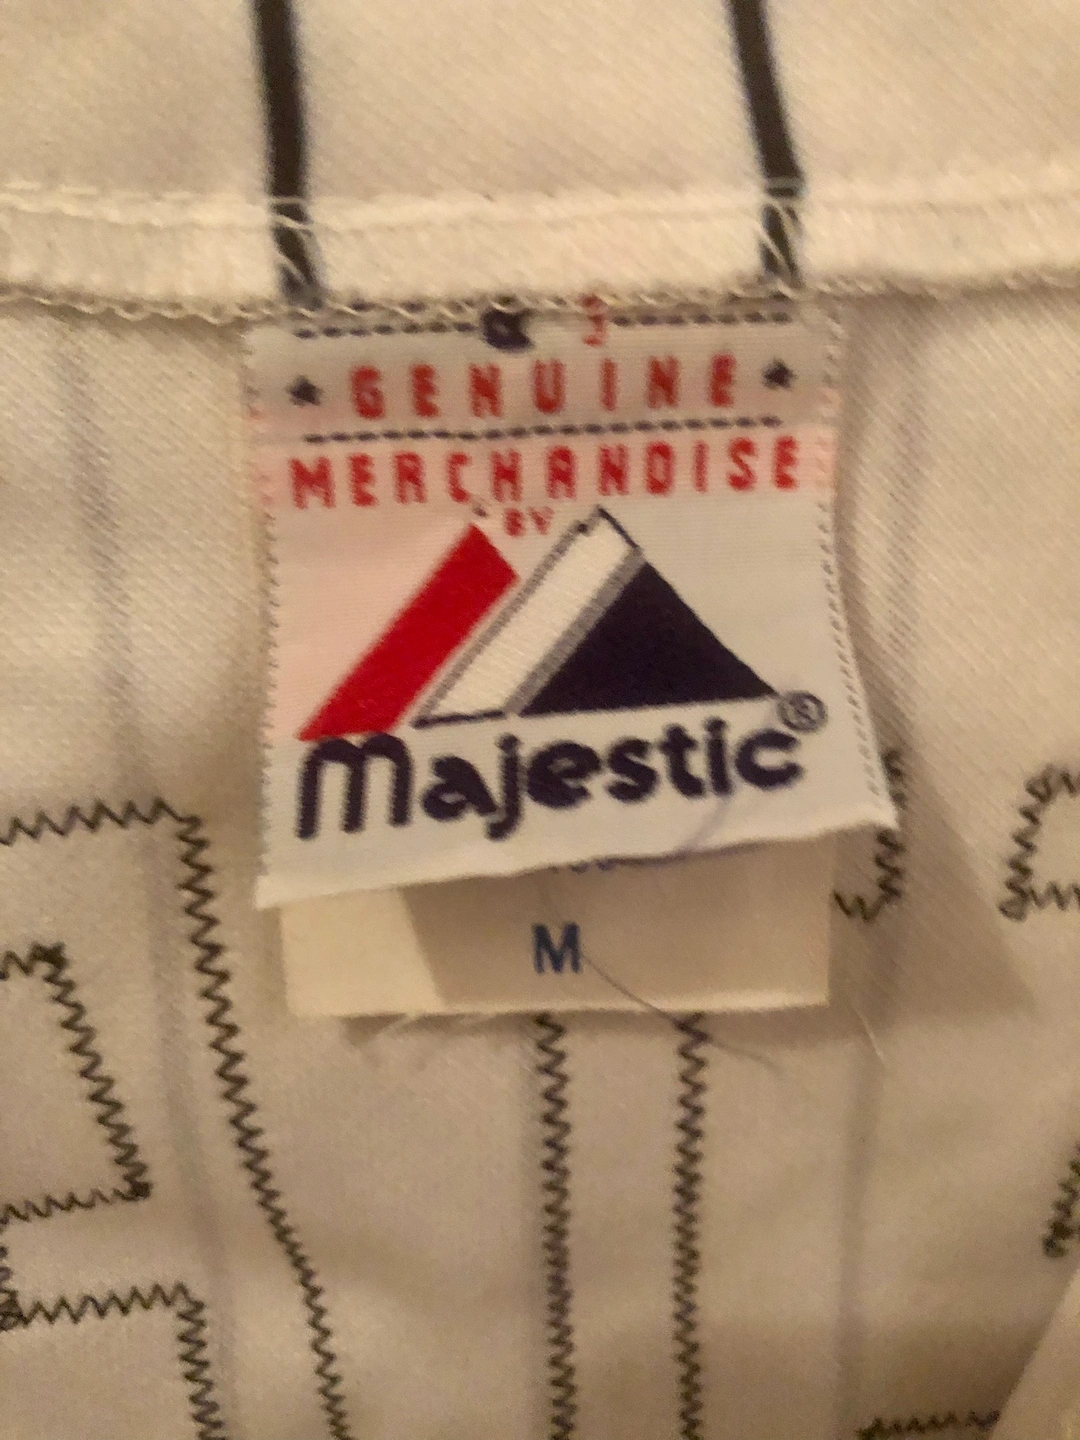 ★ GENUINE ★
MERCHANDISE
BY
majestic®
M